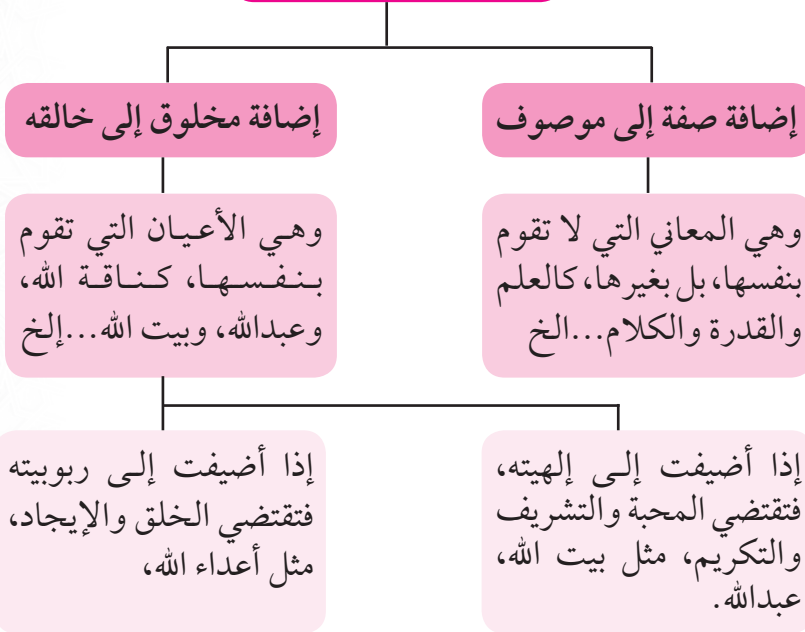 إضافة صفة إلى موصوف
وهي المعاني التي لا تقوم
بنفسها، بل بغيرها، كالعلم
والقدرة والكلام...الخ
إضافة مخلوق إلى خالقه
وهي الأعيان التي تقوم
بنفسها، كناقة الله،
وعبدالله، وبيت الله...إلخ
إذا أضيفت إلى إلهيته،
فتقتضي المحبة والتشريف
والتكريم، مثل بيت الله،
عبدالله.
إذا أضيفت إلى ربوبيته
فتقتضي الخلق والإيجاد،
مثل أعداء الله،